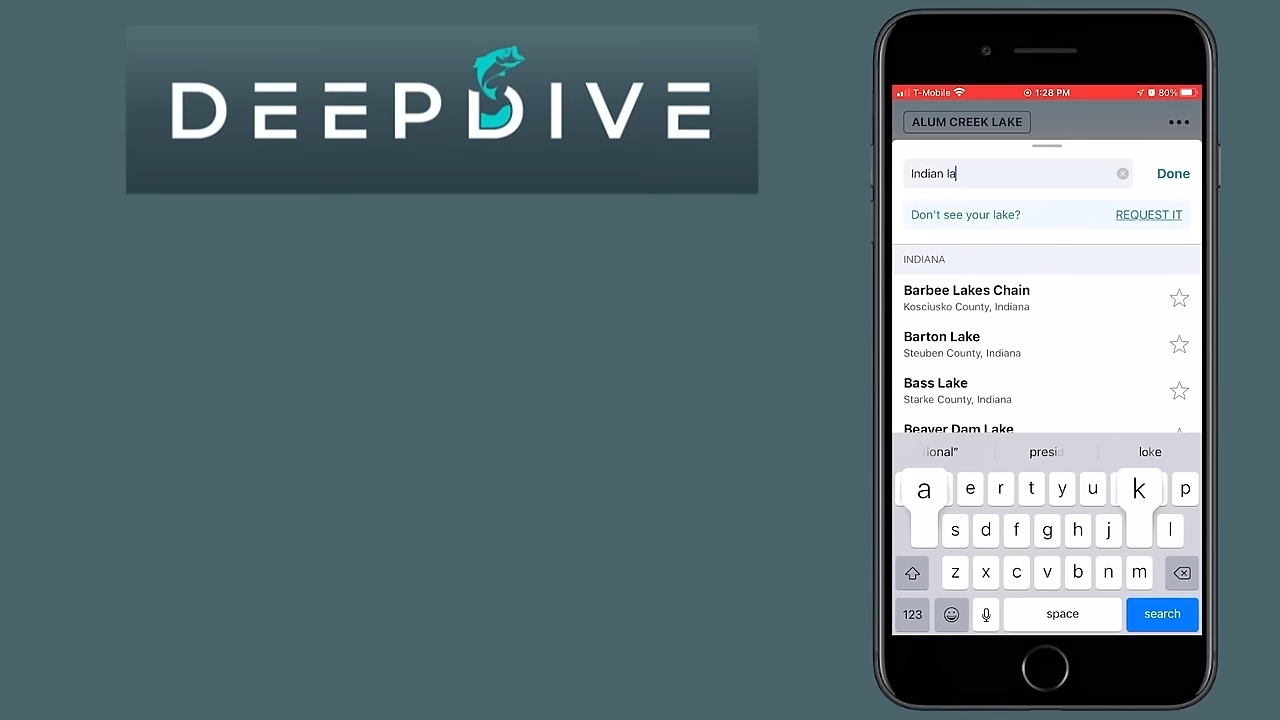 DEEPDIVE
T-Mobile 1:28 PM 80%
ALUM CREEK LAKE
Indian la Done
Don't see your lake? REQUEST IT
INDIANA
Barbee Lakes Chain
Kosciusko County, Indiana
Barton Lake
Steuben County, Indiana
Bass Lake
Starke County, Indiana
Beaver Dam Lake
ional" presid loke
a e r t y u k p
s d f g h j l
z x c v b n m
123 space search